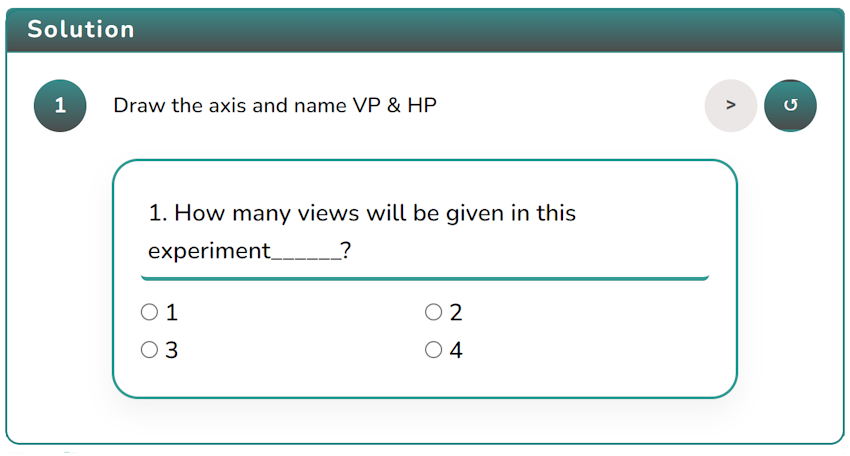 Solution
1 Draw the axis and name VP & HP > ↺
1. How many views will be given in this
experiment______?
1 2
3 4